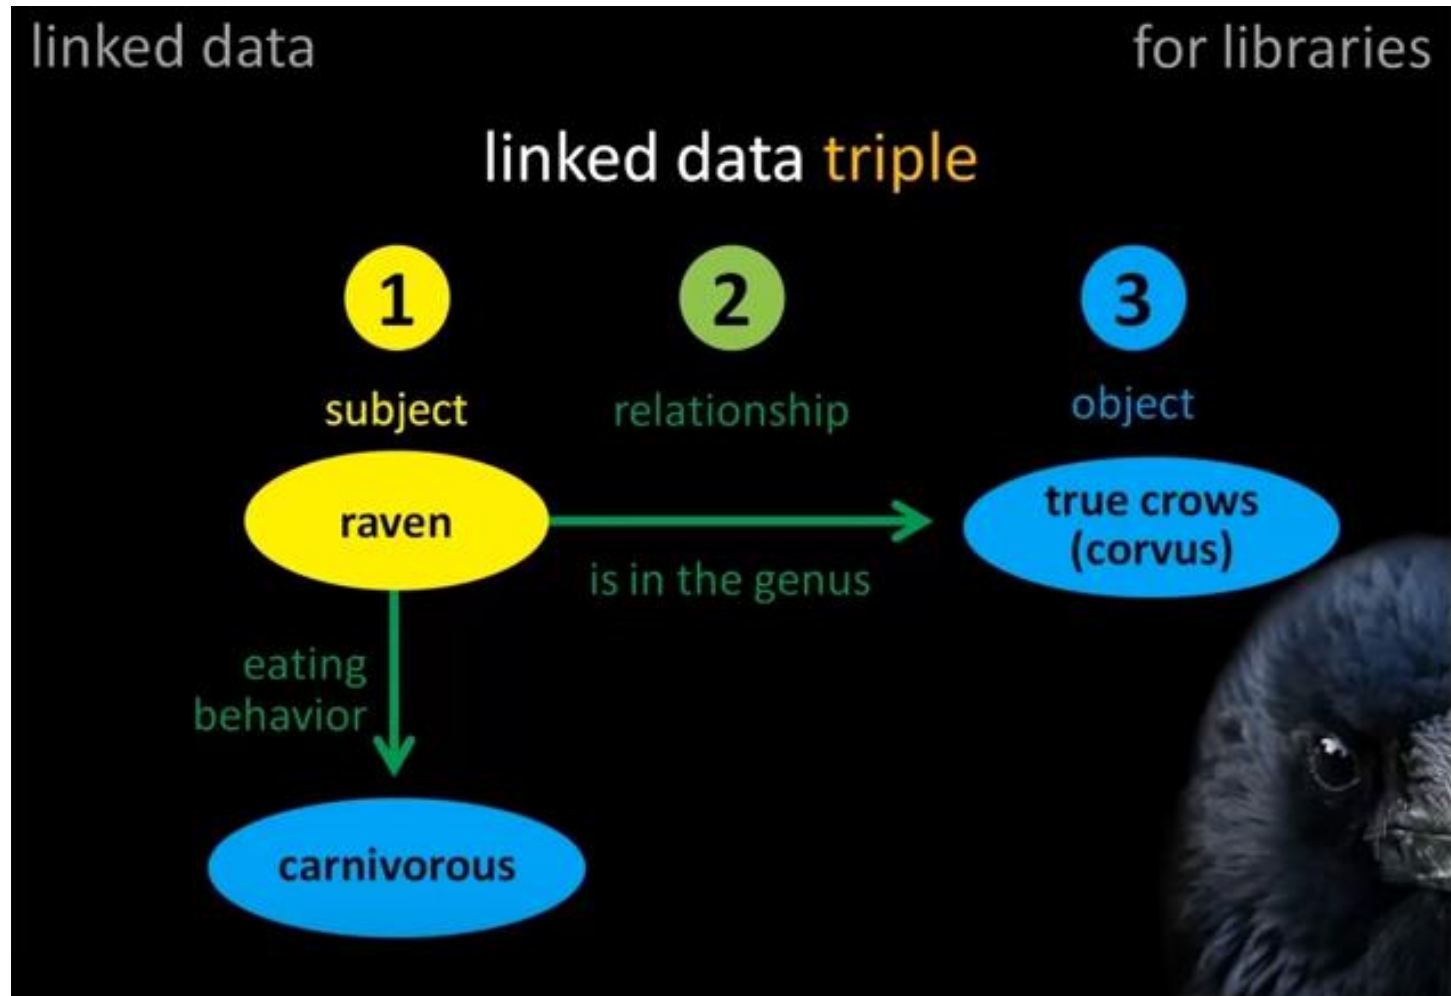 linked data
for libraries
linked data triple
1
2
3
subject
relationship
object
raven
is in the genus
true crows
(corvus)
eating
behavior
carnivorous